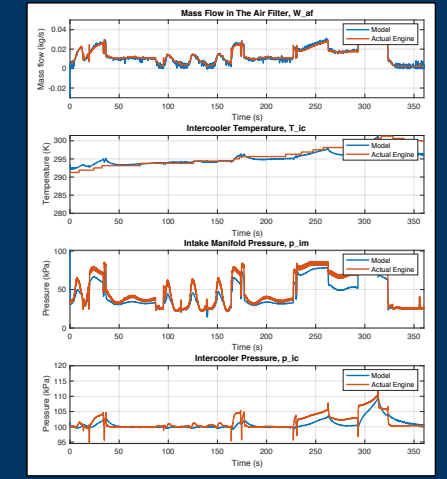 Mass Flow in The Air Filter, W_af
Mass flow (kg/s)
0.04
0.02
0
-0.02
0 50 100 150 200 250 300 350
Time (s)
Model
Actual Engine
Intercooler Temperature, T_ic
Temperature (K)
300
295
290
285
280
0 50 100 150 200 250 300 350
Time (s)
Model
Actual Engine
Intake Manifold Pressure, p_im
Pressure (kPa)
100
50
0
0 50 100 150 200 250 300 350
Time (s)
Model
Actual Engine
Intercooler Pressure, p_ic
Pressure (kPa)
120
115
110
105
100
95
0 50 100 150 200 250 300 350
Time (s)
Model
Actual Engine